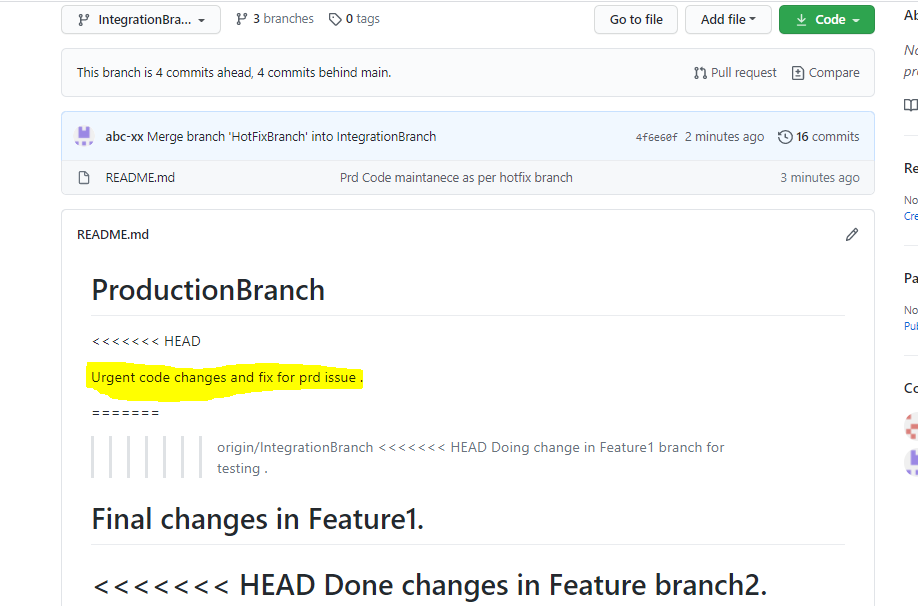 IntegrationBra...
3 branches
0 tags
Go to file
Add file
Code
Ab
This branch is 4 commits ahead, 4 commits behind main.
Pull request
Compare
No
pro
abc-xx Merge branch 'HotFixBranch' into IntegrationBranch
4f6e60f 2 minutes ago
16 commits
README.md
Prd Code maintanece as per hotfix branch
3 minutes ago
Re
No
Cre
README.md
ProductionBranch
<<<<<<< HEAD
Urgent code changes and fix for prd issue .
=======
origin/IntegrationBranch <<<<<<< HEAD Doing change in Feature1 branch for
testing .
Final changes in Feature1.
<<<<<<< HEAD Done changes in Feature branch2.
Pa
No
Pub
Co